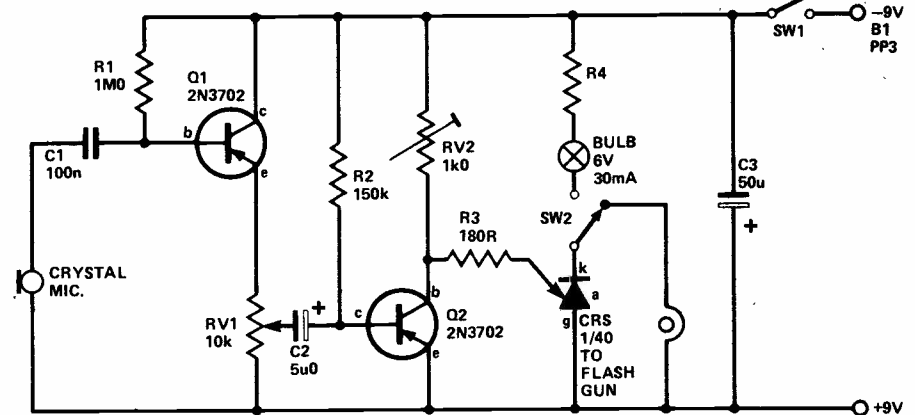 −9V
SW1
B1
PP3
R1
1M0
Q1
2N3702
c
b
e
C1
100n
R2
150k
RV2
1k0
R4
BULB
6V
30mA
C3
50u
+
SW2
R3
180R
CRYSTAL
MIC.
RV1
10k
+
C2
5u0
c
b
e
Q2
2N3702
k
a
g
CRS
1/40
TO
FLASH
GUN
+9V